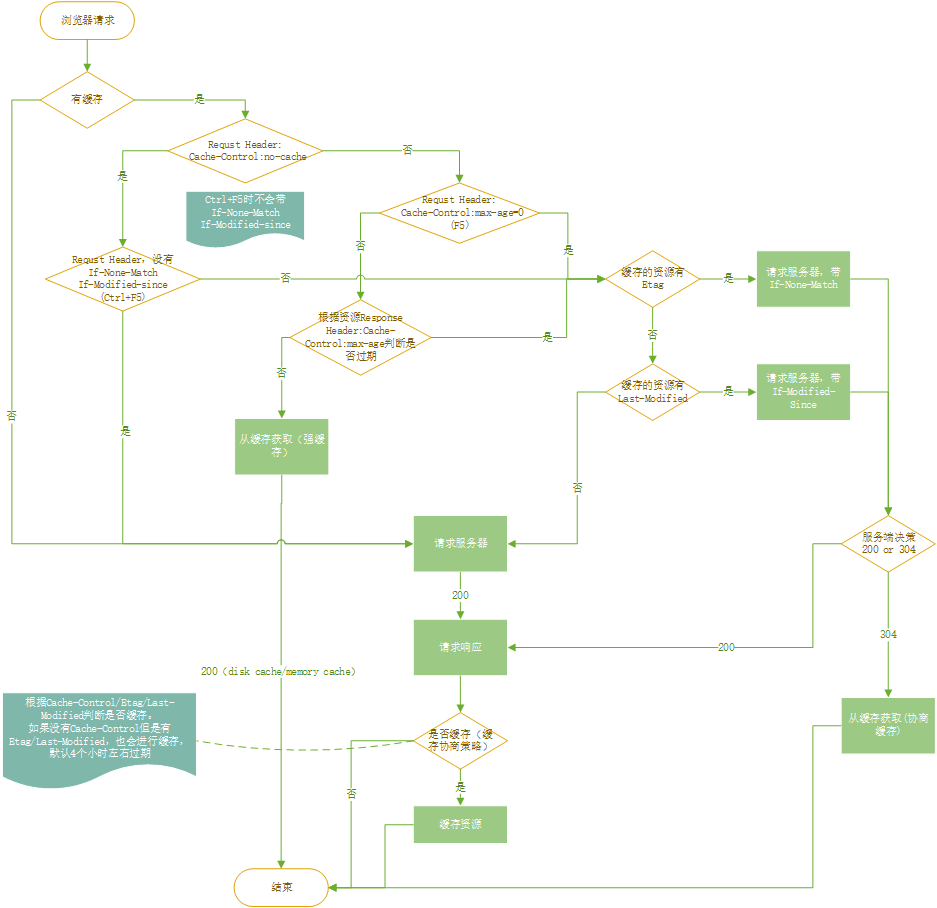 浏览器请求
有缓存
是
Requst Header:
Cache-Control:no-cache
否
是
Ctrl+F5时不会带
If-None-Match
If-Modified-since
Requst Header:
Cache-Control:max-age=0
(F5)
否
是
Requst Header, 没有
If-None-Match
If-Modified-since
(Ctrl+F5)
否
缓存的资源有
Etag
是
请求服务器, 带
If-None-Match
根据资源Response
Header:Cache-
Control:max-age判断是
否过期
是
否
否
缓存的资源有
Last-Modified
是
请求服务器, 带
If-Modified-
Since
否
是
从缓存获取（强缓
存）
否
请求服务器
服务端决策
200 or 304
200
请求响应
200
304
200（disk cache/memory cache）
根据Cache-Control/Etag/Last-
Modified判断是否缓存。
如果没有Cache-Control但是有
Etag/Last-Modified, 也会进行缓存,
默认4个小时左右过期
是否缓存（缓
存协商策略）
从缓存获取(协商
缓存)
否
是
缓存资源
结束